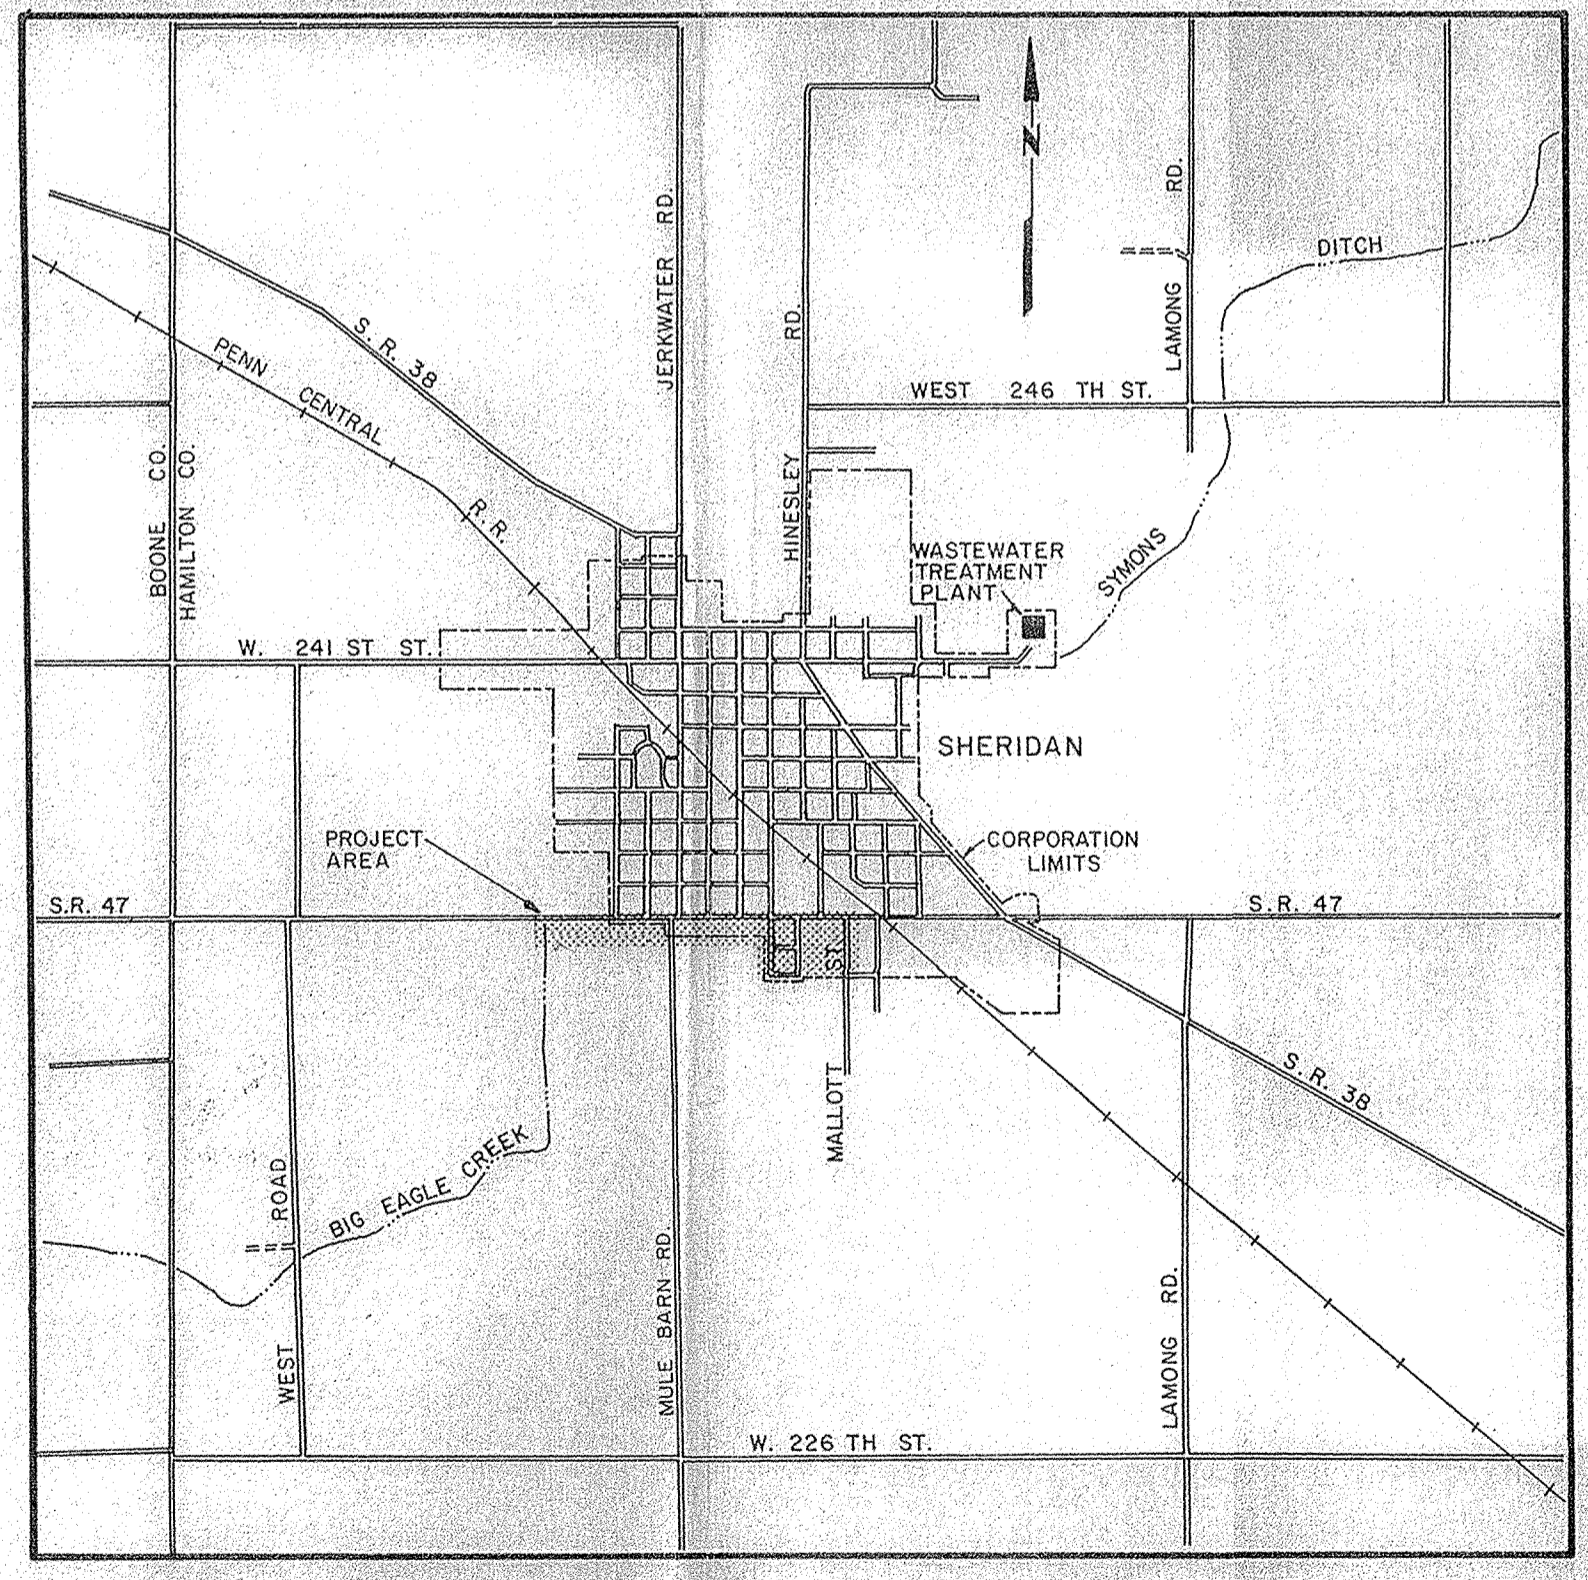 N
JERKWATER RD.
HINESLEY RD.
LAMONG RD.
DITCH
S. R. 38
PENN CENTRAL R. R.
WEST 246 TH ST.
BOONE CO.
HAMILTON CO.
WASTEWATER
TREATMENT
PLANT
SYMONS
W. 241 ST ST.
SHERIDAN
PROJECT
AREA
CORPORATION
LIMITS
S.R. 47
S.R. 47
MALLOTT ST.
S. R. 38
BIG EAGLE CREEK
WEST ROAD
MULE BARN RD.
LAMONG RD.
W. 226 TH ST.